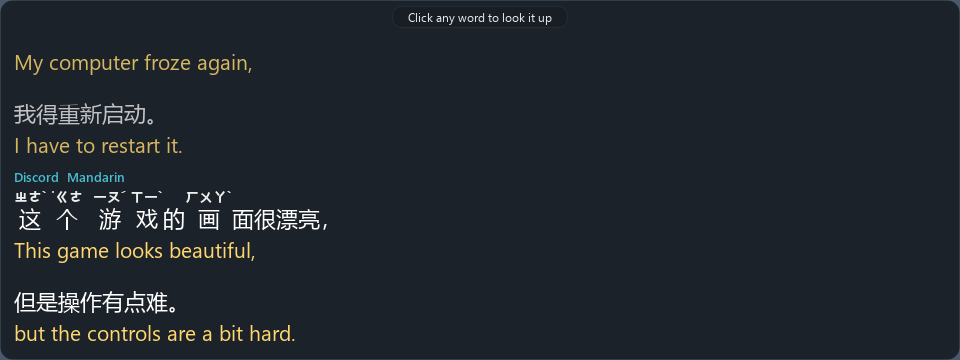 Click any word to look it up
My computer froze again,
我得重新启动。
I have to restart it.
Discord Mandarin
ㄓㄜˋ ˙ㄍㄜ ㄧㄡˊ ㄒㄧˋ ㄏㄨㄚˋ
这个游戏的画面很漂亮，
This game looks beautiful,
但是操作有点难。
but the controls are a bit hard.